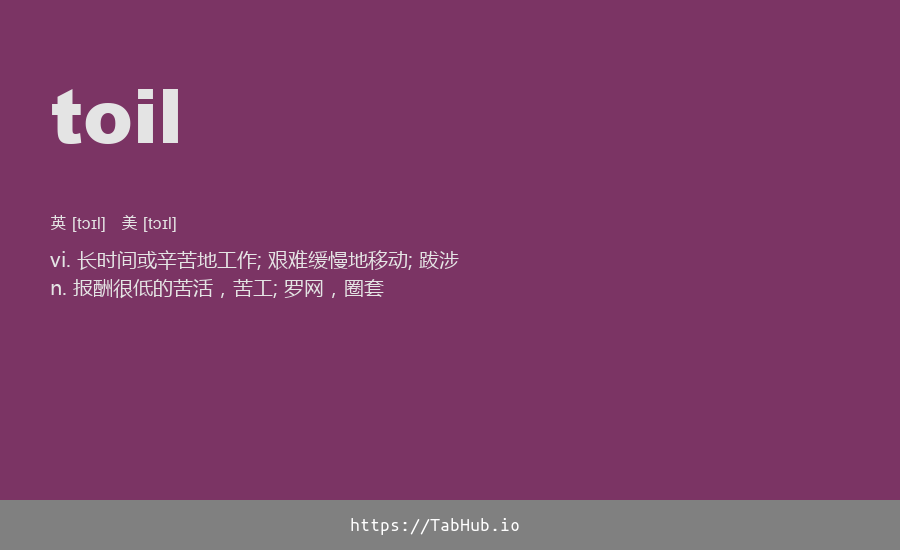 toil
英 [tɔɪl] 美 [tɔɪl]
vi. 长时间或辛苦地工作; 艰难缓慢地移动; 跋涉
n. 报酬很低的苦活，苦工; 罗网，圈套
https://TabHub.io